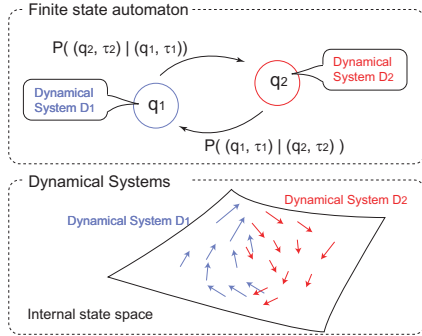 Finite state automaton
P( (q2, τ2) | (q1, τ1))
Dynamical
System D1
q1
q2
Dynamical
System D2
P( (q1, τ1) | (q2, τ2) )
Dynamical Systems
Dynamical System D2
Dynamical System D1
Internal state space